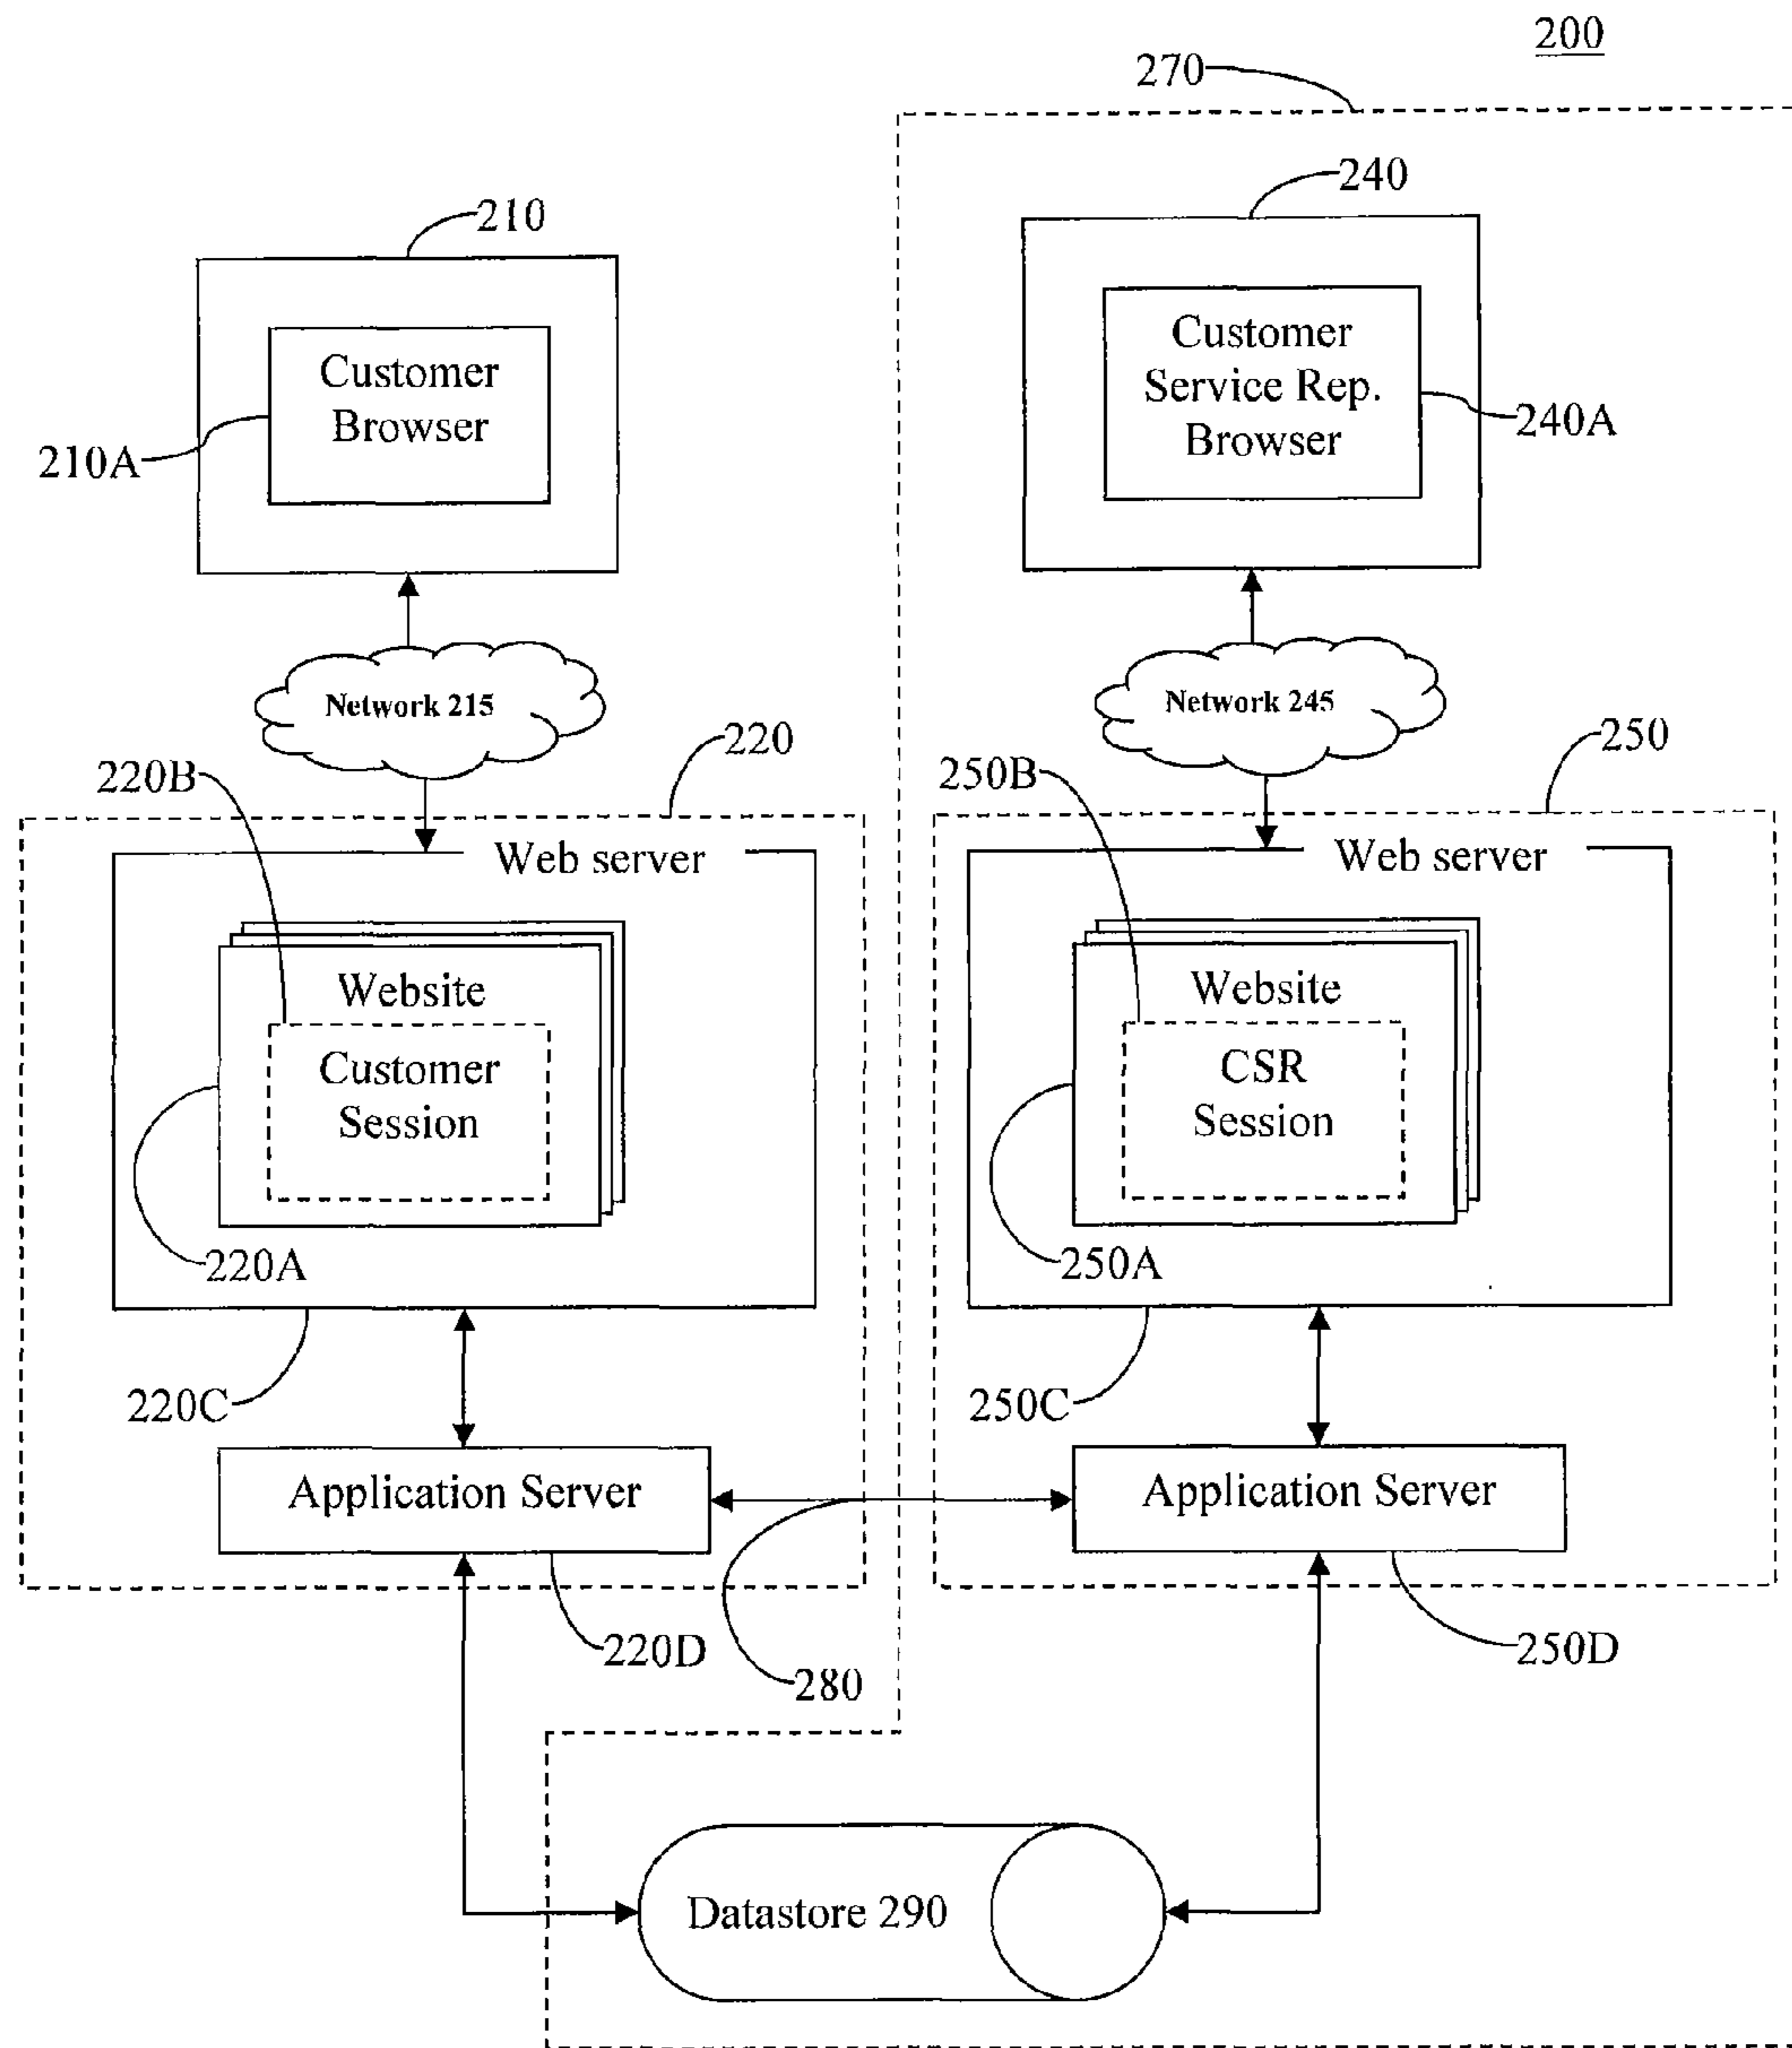 200
270
240
210
Customer
Browser
210A
Customer
Service Rep.
Browser
240A
Network 215
Network 245
220
250
220B
250B
Web server
Web server
Website
Customer
Session
Website
CSR
Session
220A
250A
220C
250C
Application Server
Application Server
220D
250D
280
Datastore 290